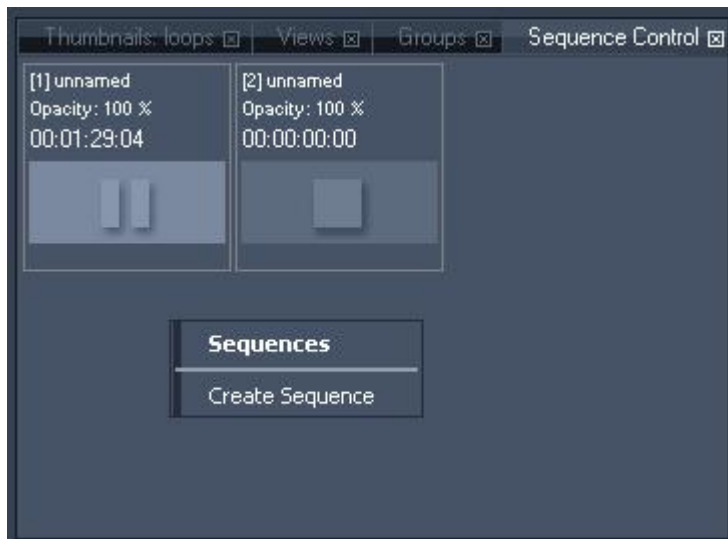 Thumbnails: loops Views Groups Sequence Control
[1] unnamed
Opacity: 100 %
00:01:29:04
[2] unnamed
Opacity: 100 %
00:00:00:00
Sequences
Create Sequence